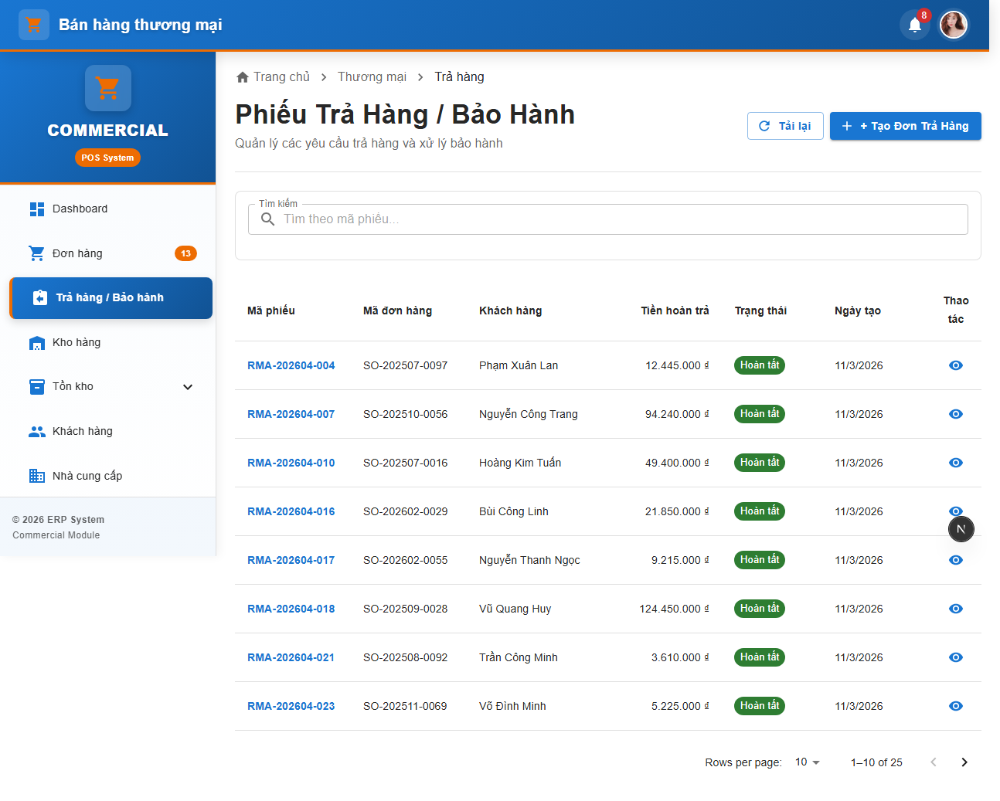 Bán hàng thương mại
8
COMMERCIAL
POS System
Dashboard
Đơn hàng
13
Trả hàng / Bảo hành
Kho hàng
Tồn kho
Khách hàng
Nhà cung cấp
© 2026 ERP System
Commercial Module
Trang chủ > Thương mại > Trả hàng
Phiếu Trả Hàng / Bảo Hành
Quản lý các yêu cầu trả hàng và xử lý bảo hành
Tải lại
+ Tạo Đơn Trả Hàng
Tìm kiếm
Tìm theo mã phiếu...
Mã phiếu Mã đơn hàng Khách hàng Tiền hoàn trả Trạng thái Ngày tạo Thao tác
RMA-202604-004 SO-202507-0097 Phạm Xuân Lan 12.445.000 ₫ Hoàn tất 11/3/2026
RMA-202604-007 SO-202510-0056 Nguyễn Công Trang 94.240.000 ₫ Hoàn tất 11/3/2026
RMA-202604-010 SO-202507-0016 Hoàng Kim Tuấn 49.400.000 ₫ Hoàn tất 11/3/2026
RMA-202604-016 SO-202602-0029 Bùi Công Linh 21.850.000 ₫ Hoàn tất 11/3/2026
N
RMA-202604-017 SO-202602-0055 Nguyễn Thanh Ngọc 9.215.000 ₫ Hoàn tất 11/3/2026
RMA-202604-018 SO-202509-0028 Vũ Quang Huy 124.450.000 ₫ Hoàn tất 11/3/2026
RMA-202604-021 SO-202508-0092 Trần Công Minh 3.610.000 ₫ Hoàn tất 11/3/2026
RMA-202604-023 SO-202511-0069 Võ Đình Minh 5.225.000 ₫ Hoàn tất 11/3/2026
Rows per page: 10 1–10 of 25